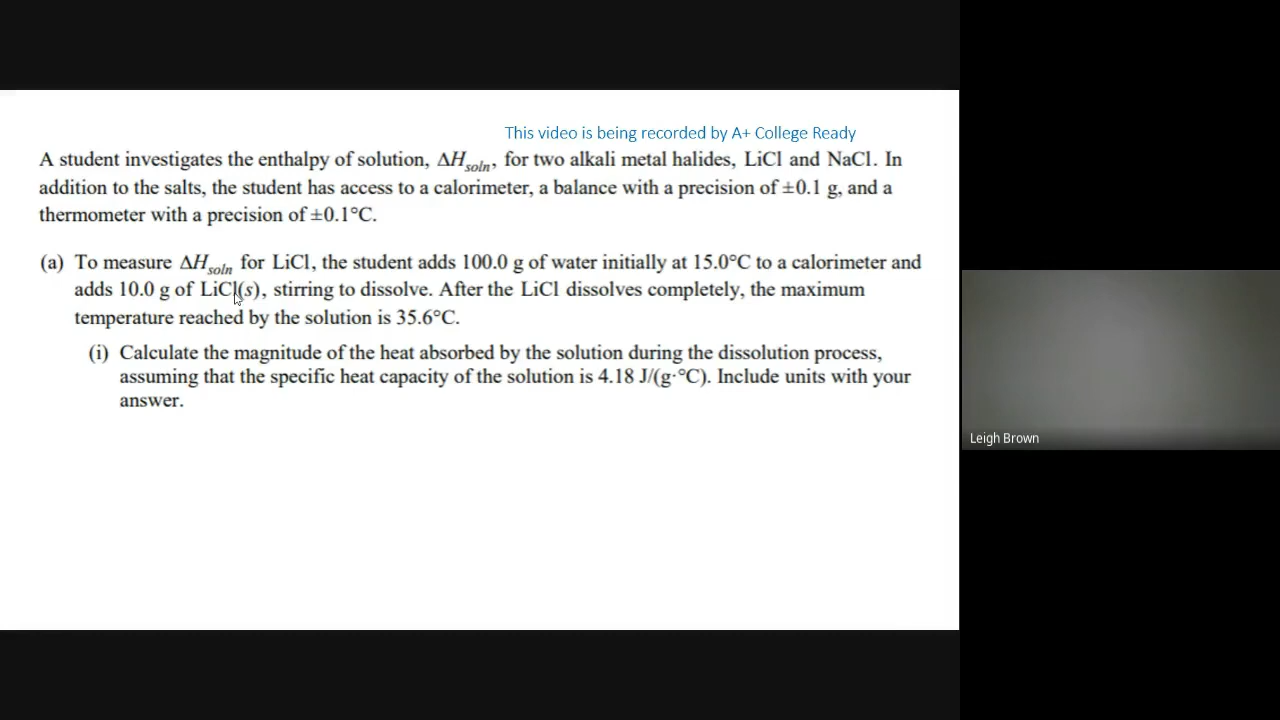 This video is being recorded by A+ College Ready
A student investigates the enthalpy of solution, ΔHsoln, for two alkali metal halides, LiCl and NaCl. In
addition to the salts, the student has access to a calorimeter, a balance with a precision of ±0.1 g, and a
thermometer with a precision of ±0.1°C.
(a) To measure ΔHsoln for LiCl, the student adds 100.0 g of water initially at 15.0°C to a calorimeter and
adds 10.0 g of LiCl(s), stirring to dissolve. After the LiCl dissolves completely, the maximum
temperature reached by the solution is 35.6°C.
(i) Calculate the magnitude of the heat absorbed by the solution during the dissolution process,
assuming that the specific heat capacity of the solution is 4.18 J/(g·°C). Include units with your
answer.
Leigh Brown